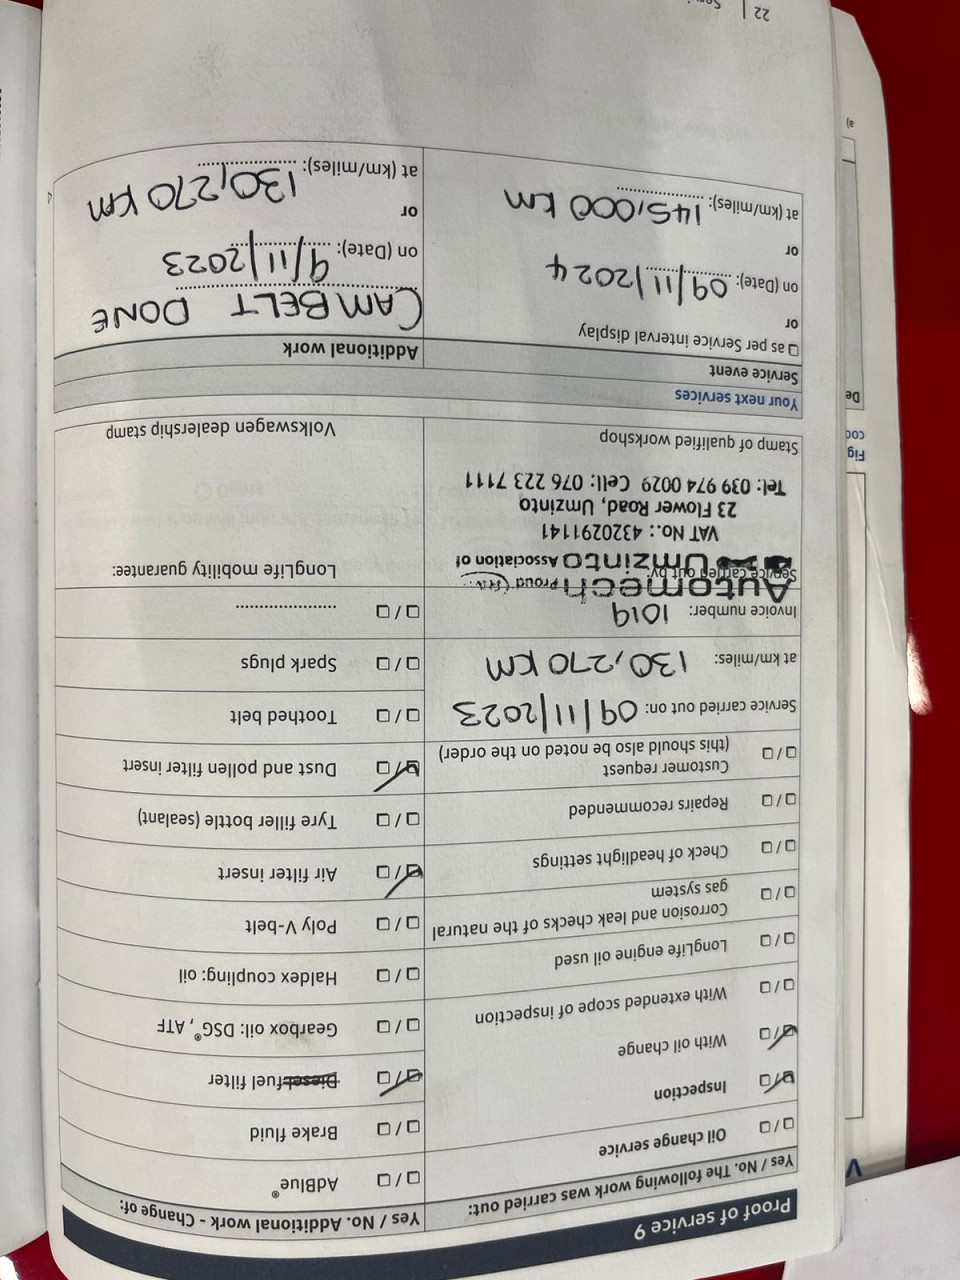 Proof of service 9
Yes / No. The following work was carried out:
Oil change service
Inspection
With oil change
With extended scope of inspection
LongLife engine oil used
Corrosion and leak checks of the natural
gas system
Check of headlight settings
Repairs recommended
Customer request
(this should also be noted on the order)
Service carried out on: 09/11/2023
at km/miles: 130,270 KM
Invoice number: 1019
Service carried out by:
Automech Proud
Umzinto Association of
VAT No.: 4320291141
23 Flower Road, Umzinto
Tel: 039 974 0029 Cell: 076 223 7111
Stamp of qualified workshop
Yes / No. Additional work - Change of:
AdBlue®
Brake fluid
Diesel fuel filter
Gearbox oil: DSG®, ATF
Haldex coupling: oil
Poly V-belt
Air filter insert
Tyre filler bottle (sealant)
Dust and pollen filter insert
Toothed belt
Spark plugs
....................
LongLife mobility guarantee:
Volkswagen dealership stamp
Your next services
Service event
as per Service interval display
or
on (Date): 09/11/2024
or
at (km/miles): 145,000 KM
Additional work
CAMBELT DONE
on (Date): 9/11/2023
or
at (km/miles): 130,270 KM
22
a)
De
Fig
coo
V